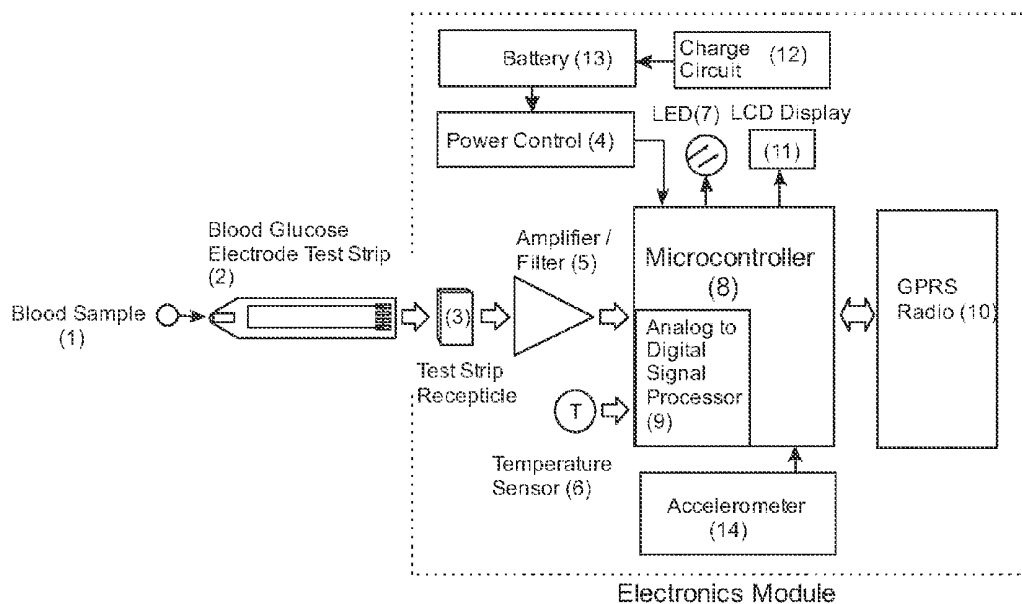 Battery (13)
Charge
Circuit
(12)
Power Control (4)
LED(7)
LCD Display
(11)
Blood Glucose
Electrode Test Strip
(2)
Blood Sample
(1)
(3)
Test Strip
Recepticle
Amplifier /
Filter (5)
Microcontroller
(8)
Analog to
Digital
Signal
Processor
(9)
GPRS
Radio (10)
T
Temperature
Sensor (6)
Accelerometer
(14)
Electronics Module